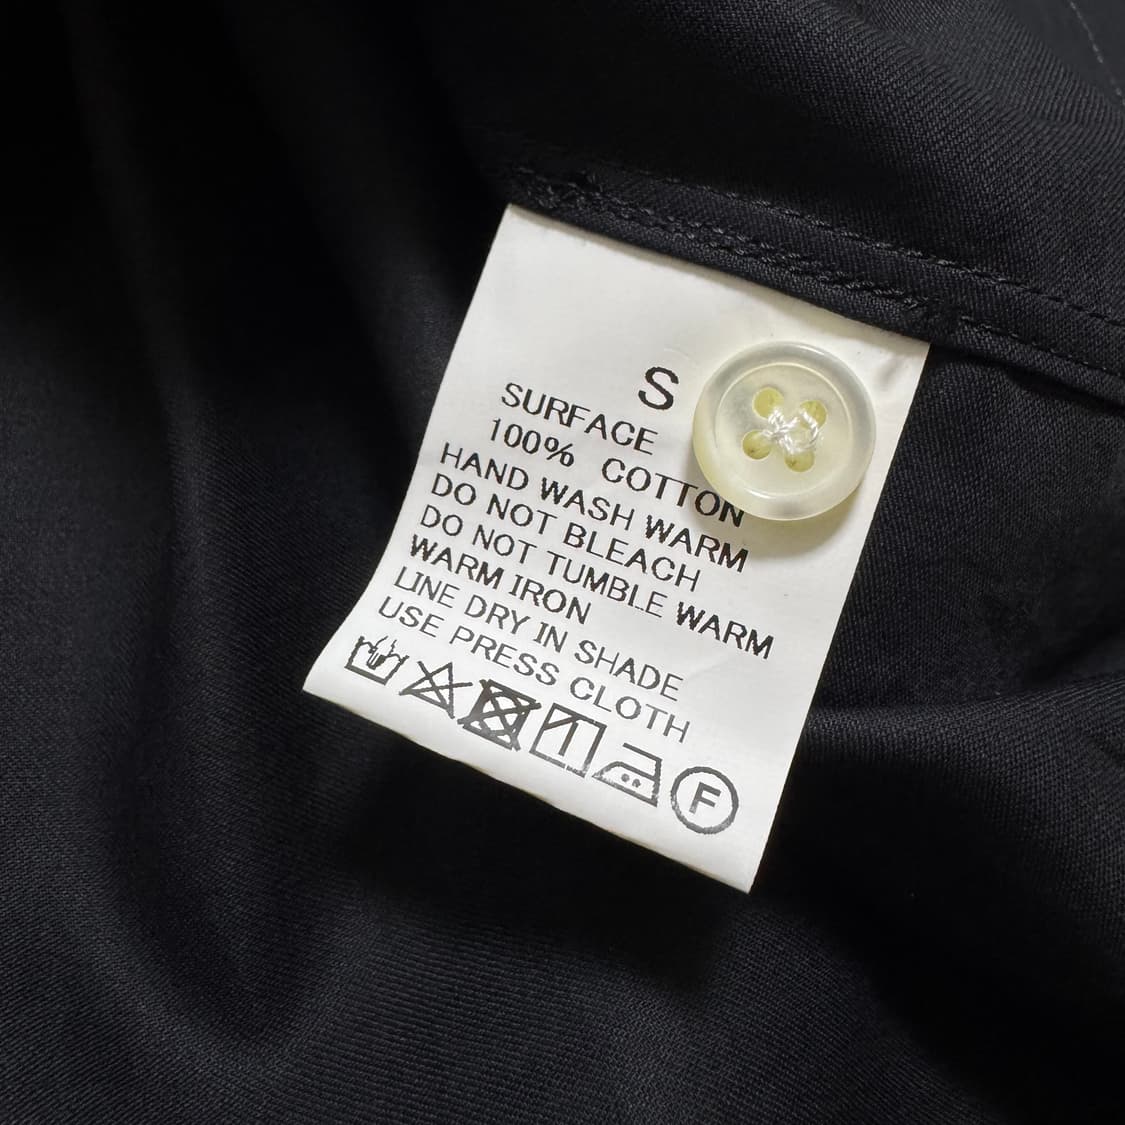 S
SURFACE
100% COTTON
HAND WASH WARM
DO NOT BLEACH
DO NOT TUMBLE WARM
WARM IRON
LINE DRY IN SHADE
USE PRESS CLOTH
F